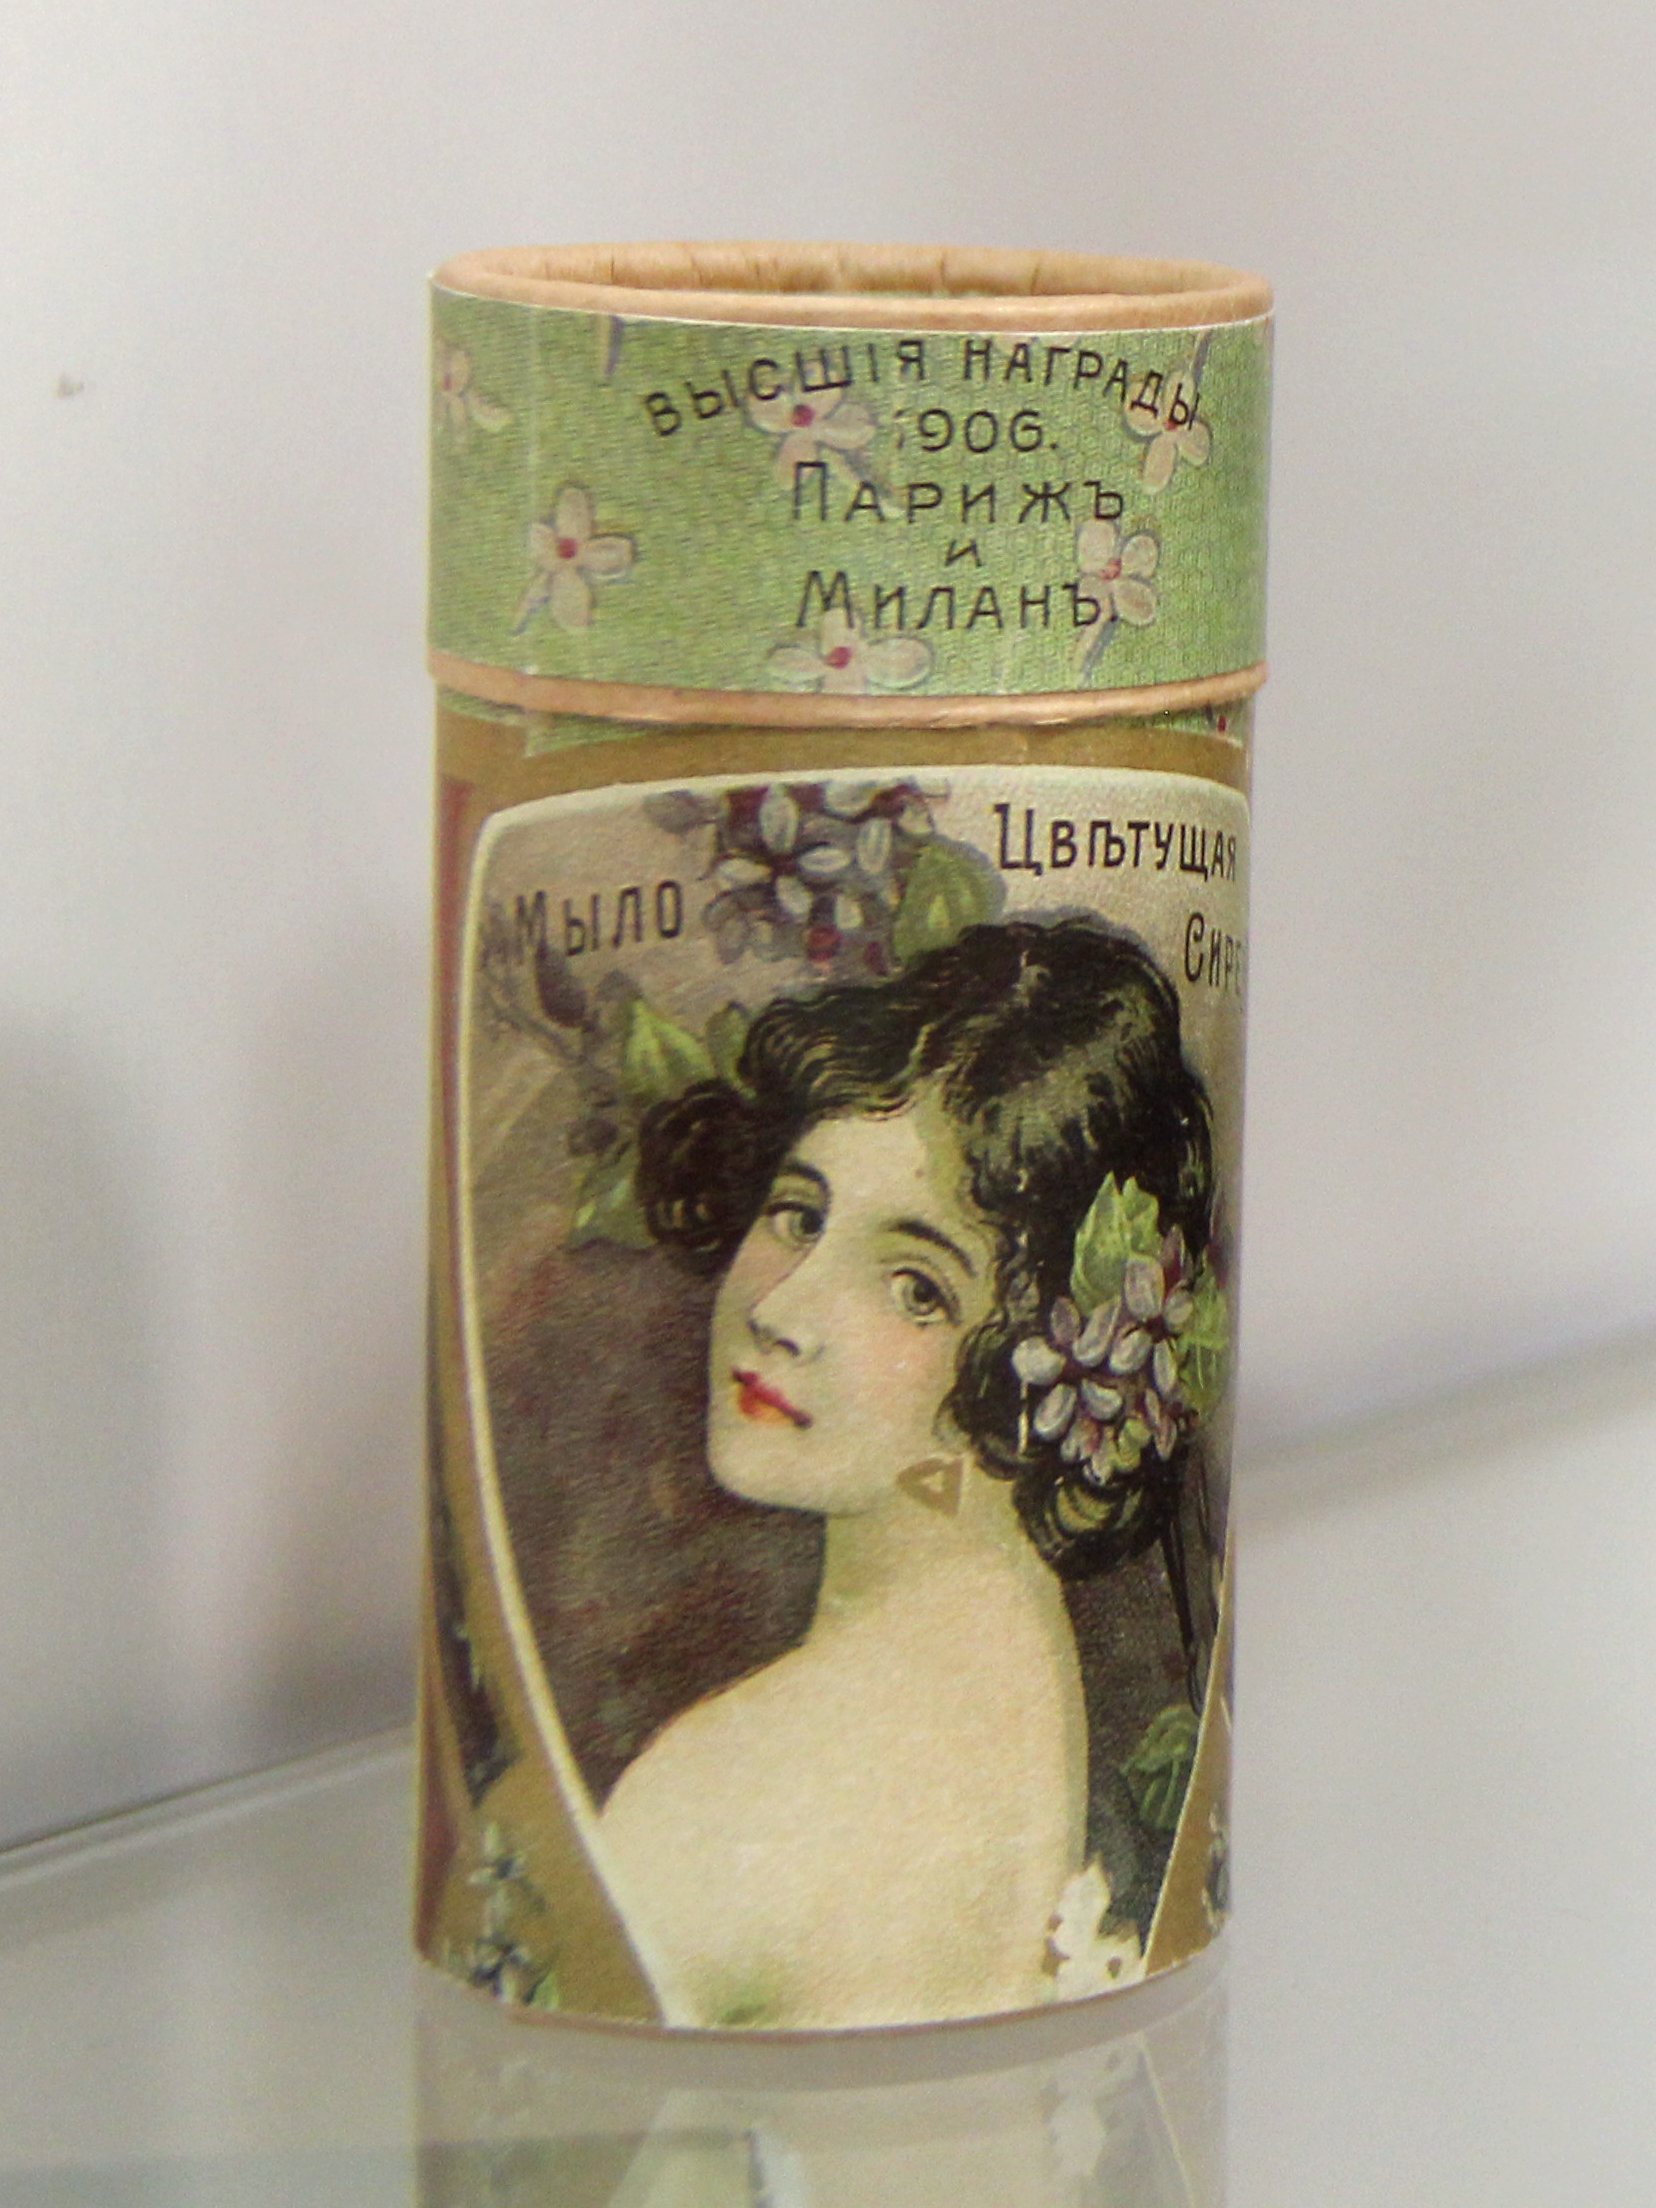 ВЫСШІЯ НАГРАДЫ
1906.
ПАРИЖЪ
и
МИЛАНЪ.
МЫЛО
ЦВѢТУЩАЯ